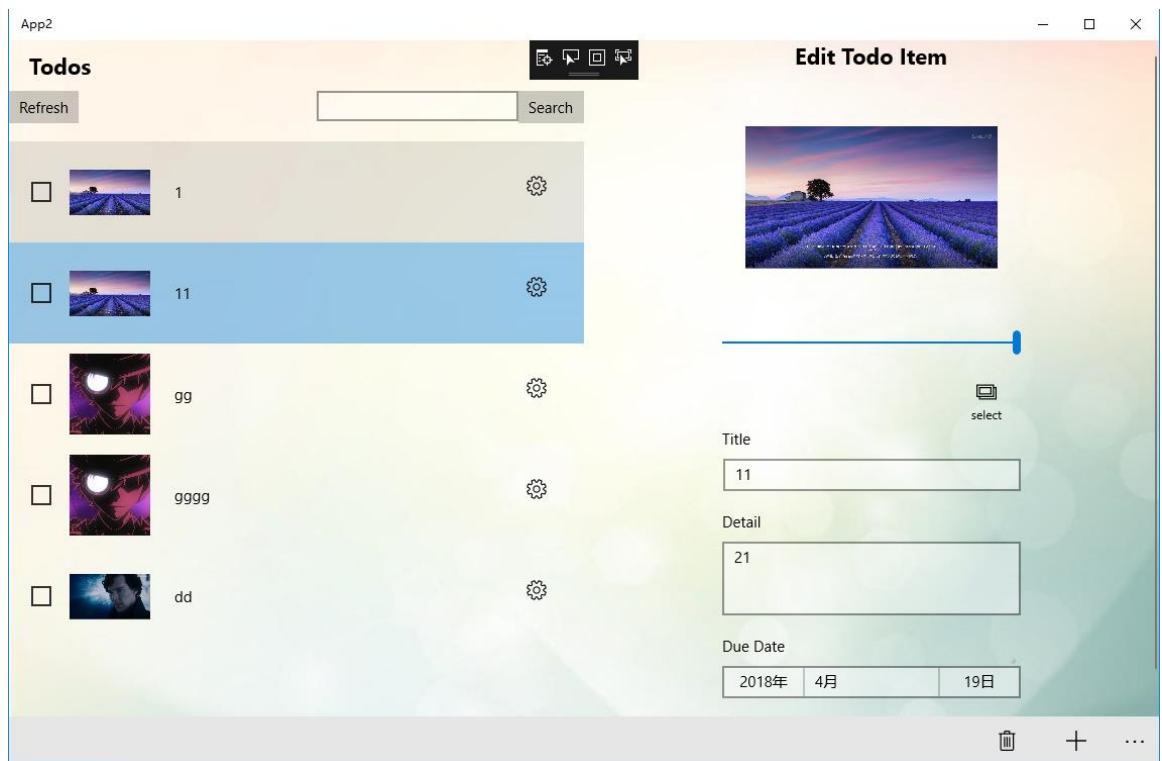 App2
Todos
Refresh
Search
1
11
gg
gggg
dd
Edit Todo Item
select
Title
11
Detail
21
Due Date
2018年 4月 19日